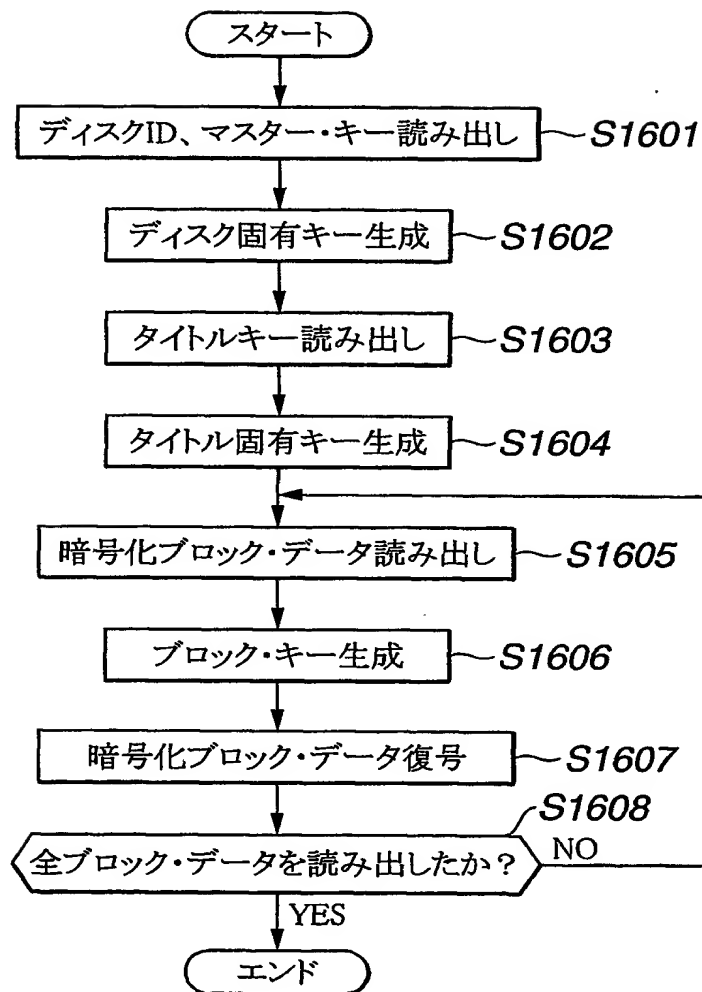 スタート
ディスクID、マスター・キー読み出し S1601
ディスク固有キー生成 S1602
タイトルキー読み出し S1603
タイトル固有キー生成 S1604
暗号化ブロック・データ読み出し S1605
ブロック・キー生成 S1606
暗号化ブロック・データ復号 S1607
S1608
全ブロック・データを読み出したか? NO
YES
エンド